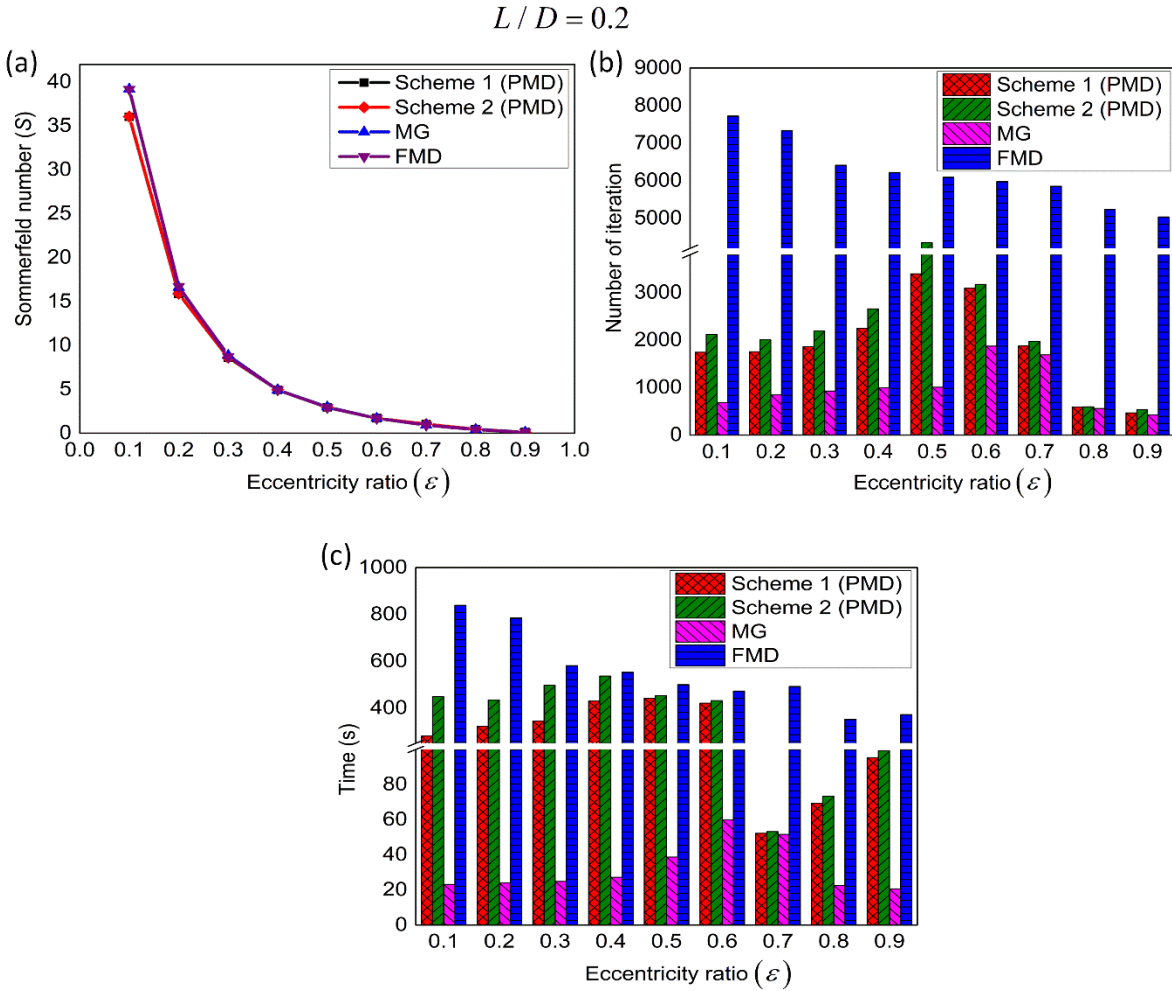 L / D = 0.2
(a)
Sommerfeld number (S)
40
35
30
25
20
15
10
5
0
0.0 0.1 0.2 0.3 0.4 0.5 0.6 0.7 0.8 0.9 1.0
Eccentricity ratio (ε)
Scheme 1 (PMD)
Scheme 2 (PMD)
MG
FMD
(b)
Number of iteration
9000
8000
7000
6000
5000
3000
2000
1000
0
0.1 0.2 0.3 0.4 0.5 0.6 0.7 0.8 0.9
Eccentricity ratio (ε)
Scheme 1 (PMD)
Scheme 2 (PMD)
MG
FMD
(c)
Time (s)
1000
800
600
400
80
60
40
20
0
0.1 0.2 0.3 0.4 0.5 0.6 0.7 0.8 0.9
Eccentricity ratio (ε)
Scheme 1 (PMD)
Scheme 2 (PMD)
MG
FMD